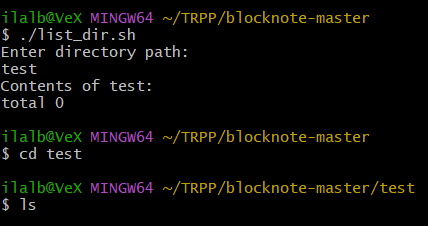 ilalb@VeX MINGW64 ~/TRPP/blocknote-master
$ ./list_dir.sh
Enter directory path:
test
Contents of test:
total 0
ilalb@VeX MINGW64 ~/TRPP/blocknote-master
$ cd test
ilalb@VeX MINGW64 ~/TRPP/blocknote-master/test
$ ls